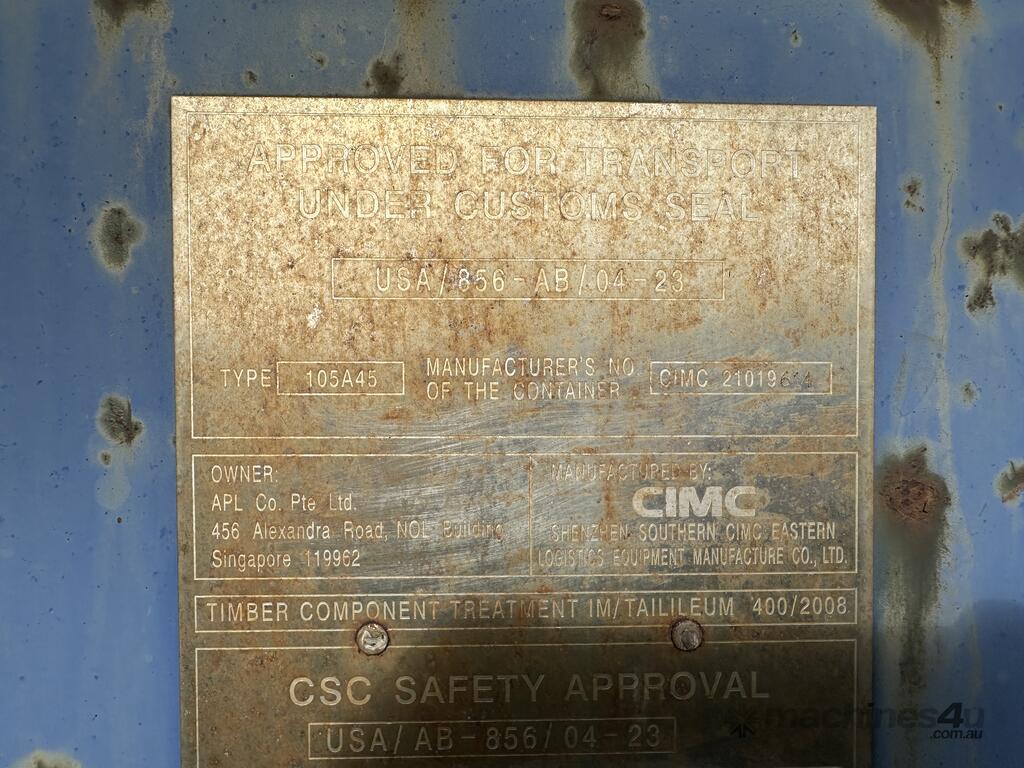 APPROVED FOR TRANSPORT
UNDER CUSTOMS SEAL
USA/856-AB/04-23
TYPE 105A45 MANUFACTURER'S NO.
OF THE CONTAINER CIMC
OWNER:
APL Co. Pte Ltd.
456 Alexandra Road, NOL Building
Singapore 119962
MANUFACTURED BY:
CIMC
SHENZHEN SOUTHERN CIMC EASTERN
LOGISTICS EQUIPMENT MANUFACTURE CO., LTD.
TIMBER COMPONENT TREATMENT IM/TAILILEUM 400/2008
CSC SAFETY APPROVAL
USA/AB-856/04-23
machines4u
.com.au